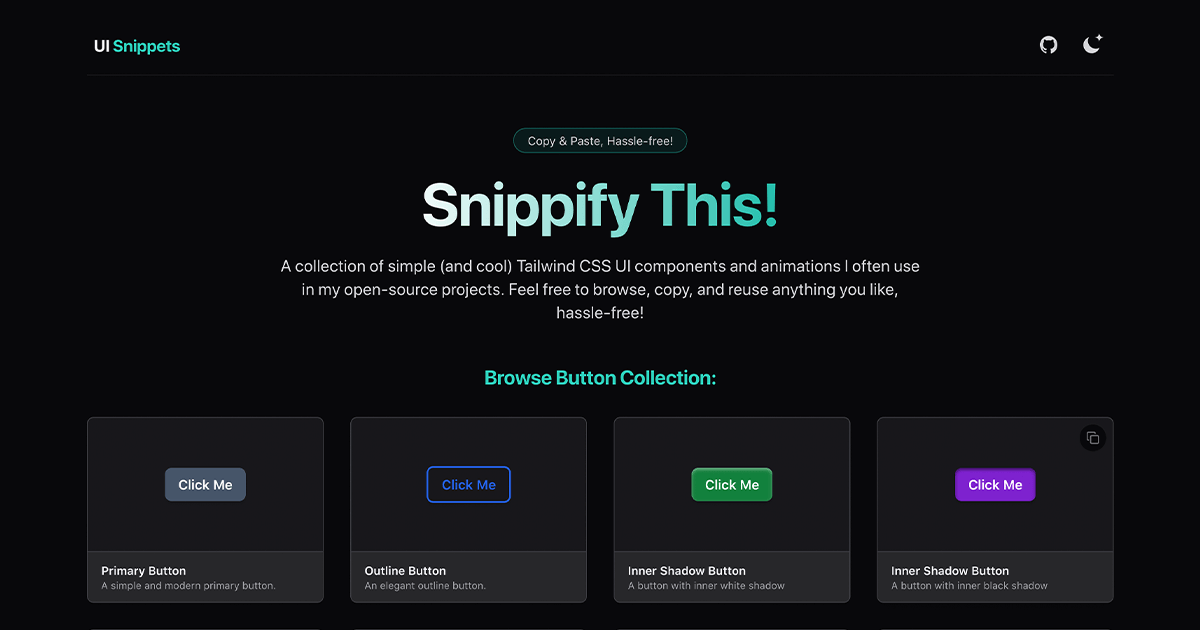 UI Snippets
Copy & Paste, Hassle-free!
Snippify This!
A collection of simple (and cool) Tailwind CSS UI components and animations I often use
in my open-source projects. Feel free to browse, copy, and reuse anything you like,
hassle-free!
Browse Button Collection:
Click Me
Primary Button
A simple and modern primary button.
Click Me
Outline Button
An elegant outline button.
Click Me
Inner Shadow Button
A button with inner white shadow
Click Me
Inner Shadow Button
A button with inner black shadow